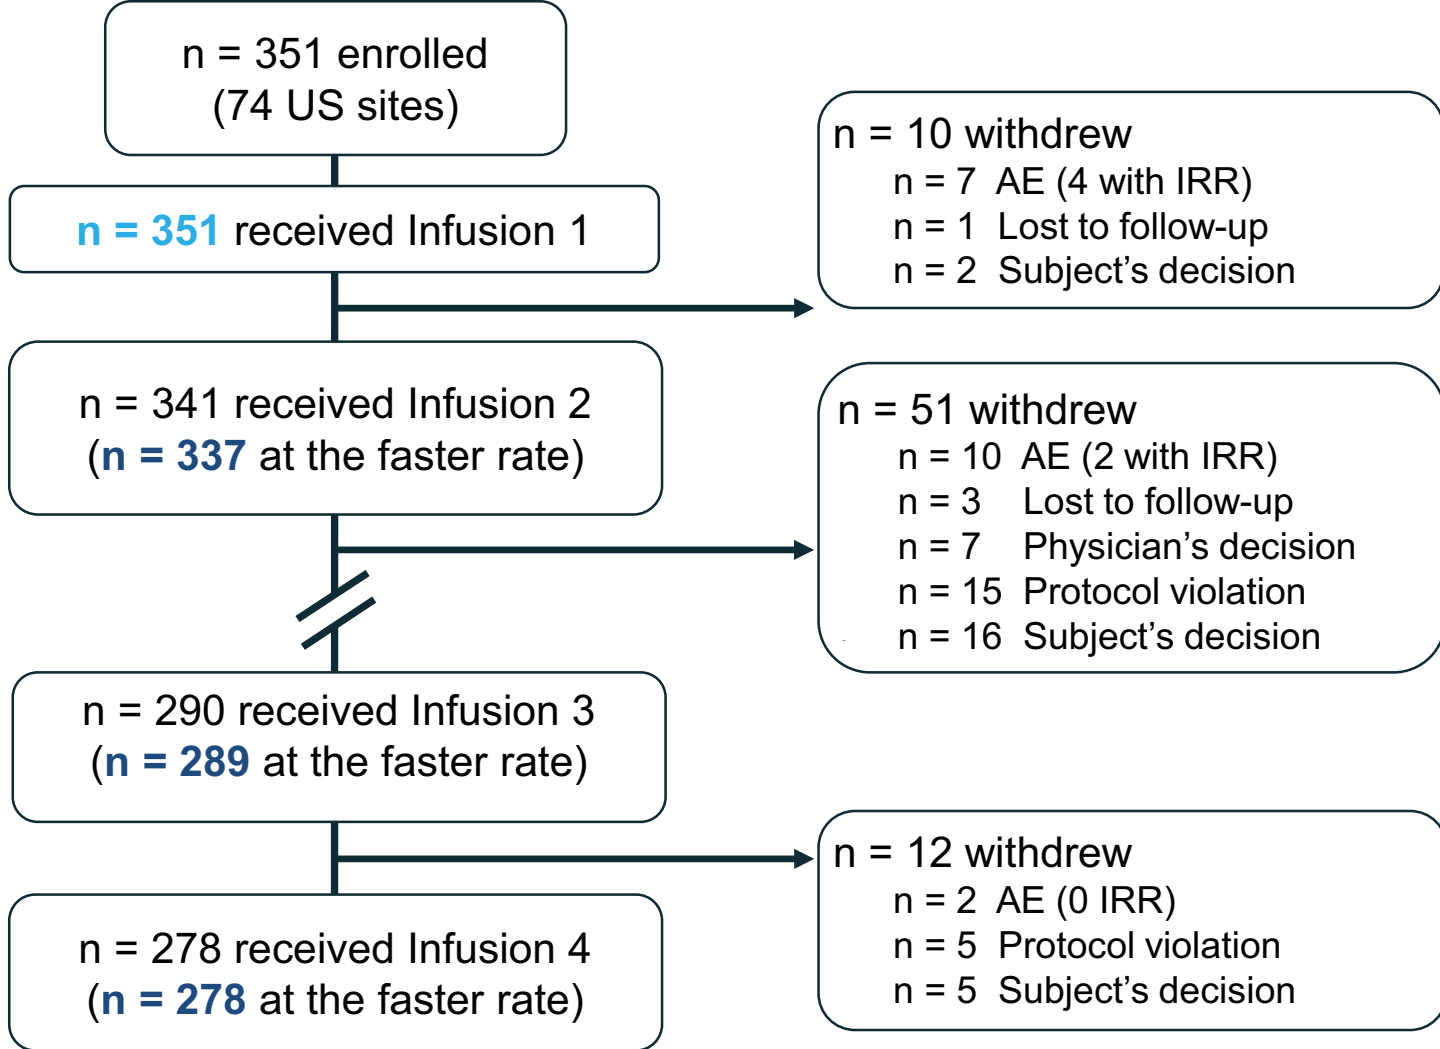 n = 351 enrolled
(74 US sites)
n = 351 received Infusion 1
n = 10 withdrew
n = 7 AE (4 with IRR)
n = 1 Lost to follow-up
n = 2 Subject’s decision
n = 341 received Infusion 2
(n = 337 at the faster rate)
n = 51 withdrew
n = 10 AE (2 with IRR)
n = 3 Lost to follow-up
n = 7 Physician’s decision
n = 15 Protocol violation
n = 16 Subject’s decision
n = 290 received Infusion 3
(n = 289 at the faster rate)
n = 12 withdrew
n = 2 AE (0 IRR)
n = 5 Protocol violation
n = 5 Subject’s decision
n = 278 received Infusion 4
(n = 278 at the faster rate)